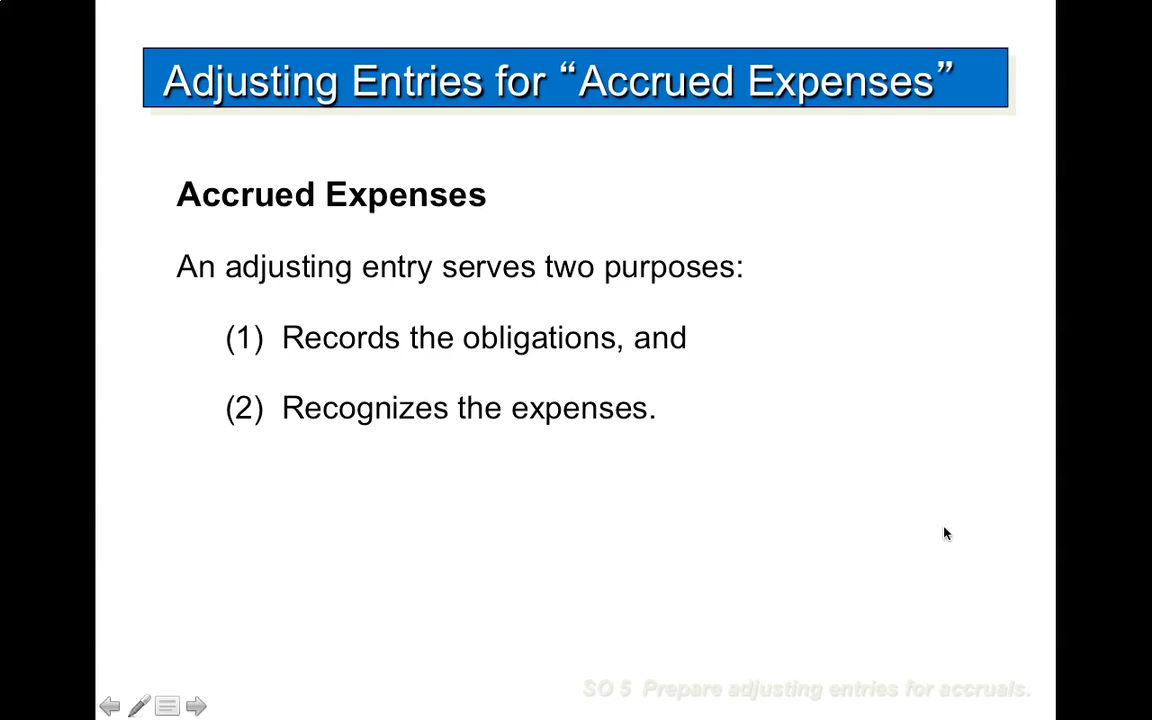 Adjusting Entries for “Accrued Expenses”
Accrued Expenses
An adjusting entry serves two purposes:
(1) Records the obligations, and
(2) Recognizes the expenses.
SO 5 Prepare adjusting entries for accruals.